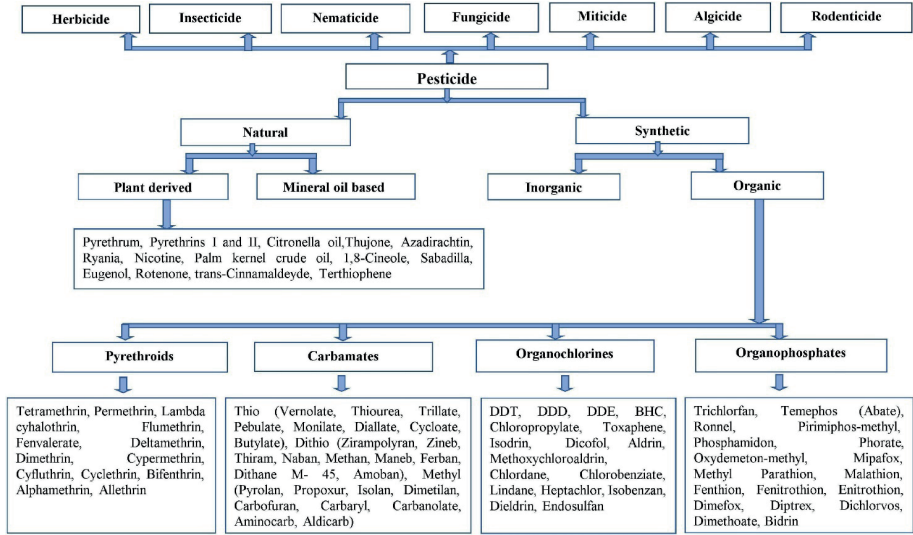 Herbicide
Insecticide
Nematicide
Fungicide
Miticide
Algicide
Rodenticide
Pesticide
Natural
Synthetic
Plant derived
Mineral oil based
Inorganic
Organic
Pyrethrum, Pyrethrins I and II, Citronella oil,Thujone, Azadirachtin,
Ryania, Nicotine, Palm kernel crude oil, 1,8-Cineole, Sabadilla,
Eugenol, Rotenone, trans-Cinnamaldeyde, Terthiophene
Pyrethroids
Carbamates
Organochlorines
Organophosphates
Tetramethrin, Permethrin, Lambda
cyhalothrin, Flumethrin,
Fenvalerate, Deltamethrin,
Dimethrin, Cypermethrin,
Cyfluthrin, Cyclethrin, Bifenthrin,
Alphamethrin, Allethrin
Thio (Vernolate, Thiourea, Trillate,
Pebulate, Monilate, Diallate, Cycloate,
Butylate), Dithio (Zirampolyran, Zineb,
Thiram, Naban, Methan, Maneb, Ferban,
Dithane M- 45, Amoban), Methyl
(Pyrolan, Propoxur, Isolan, Dimetilan,
Carbofuran, Carbaryl, Carbanolate,
Aminocarb, Aldicarb)
DDT, DDD, DDE, BHC,
Chloropropylate, Toxaphene,
Isodrin, Dicofol, Aldrin,
Methoxychloroaldrin,
Chlordane, Chlorobenziate,
Lindane, Heptachlor, Isobenzan,
Dieldrin, Endosulfan
Trichlorfan, Temephos (Abate),
Ronnel, Pirimiphos-methyl,
Phosphamidon, Phorate,
Oxydemeton-methyl, Mipafox,
Methyl Parathion, Malathion,
Fenthion, Fenitrothion, Enitrothion,
Dimefox, Diptrex, Dichlorvos,
Dimethoate, Bidrin